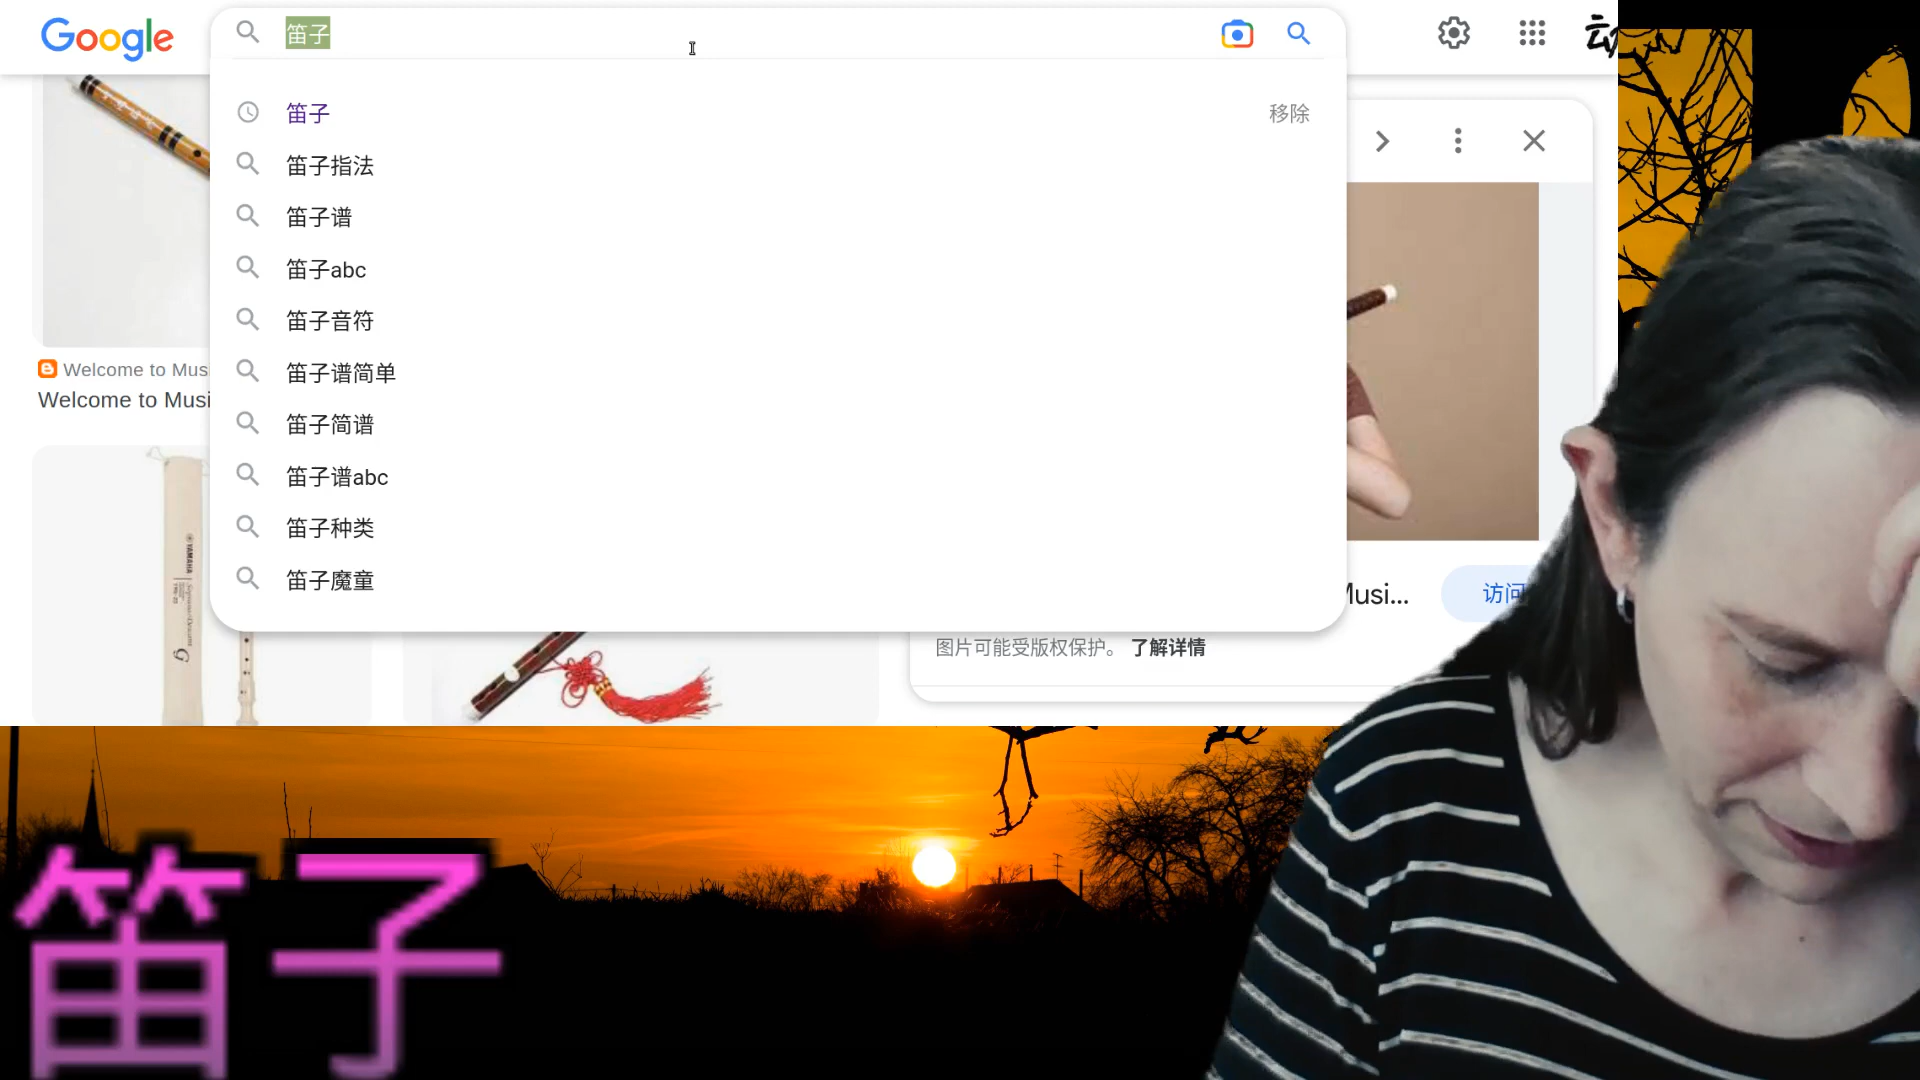 Google
笛子
笛子
移除
笛子指法
笛子谱
笛子abc
笛子音符
笛子谱简单
笛子简谱
笛子谱abc
笛子种类
笛子魔童
Welcome to Mus
Welcome to Musi
YAMAHA
G
Musi...
访问
图片可能受版权保护。 了解详情
笛子